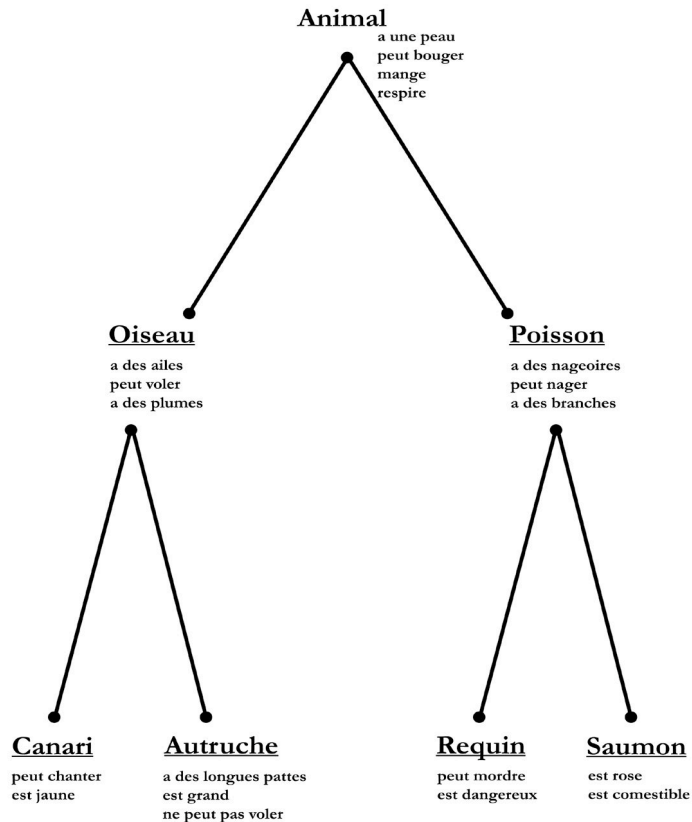 Animal
a une peau
peut bouger
mange
respire
Oiseau
a des ailes
peut voler
a des plumes
Poisson
a des nageoires
peut nager
a des branches
Canari
peut chanter
est jaune
Autruche
a des longues pattes
est grand
ne peut pas voler
Requin
peut mordre
est dangereux
Saumon
est rose
est comestible